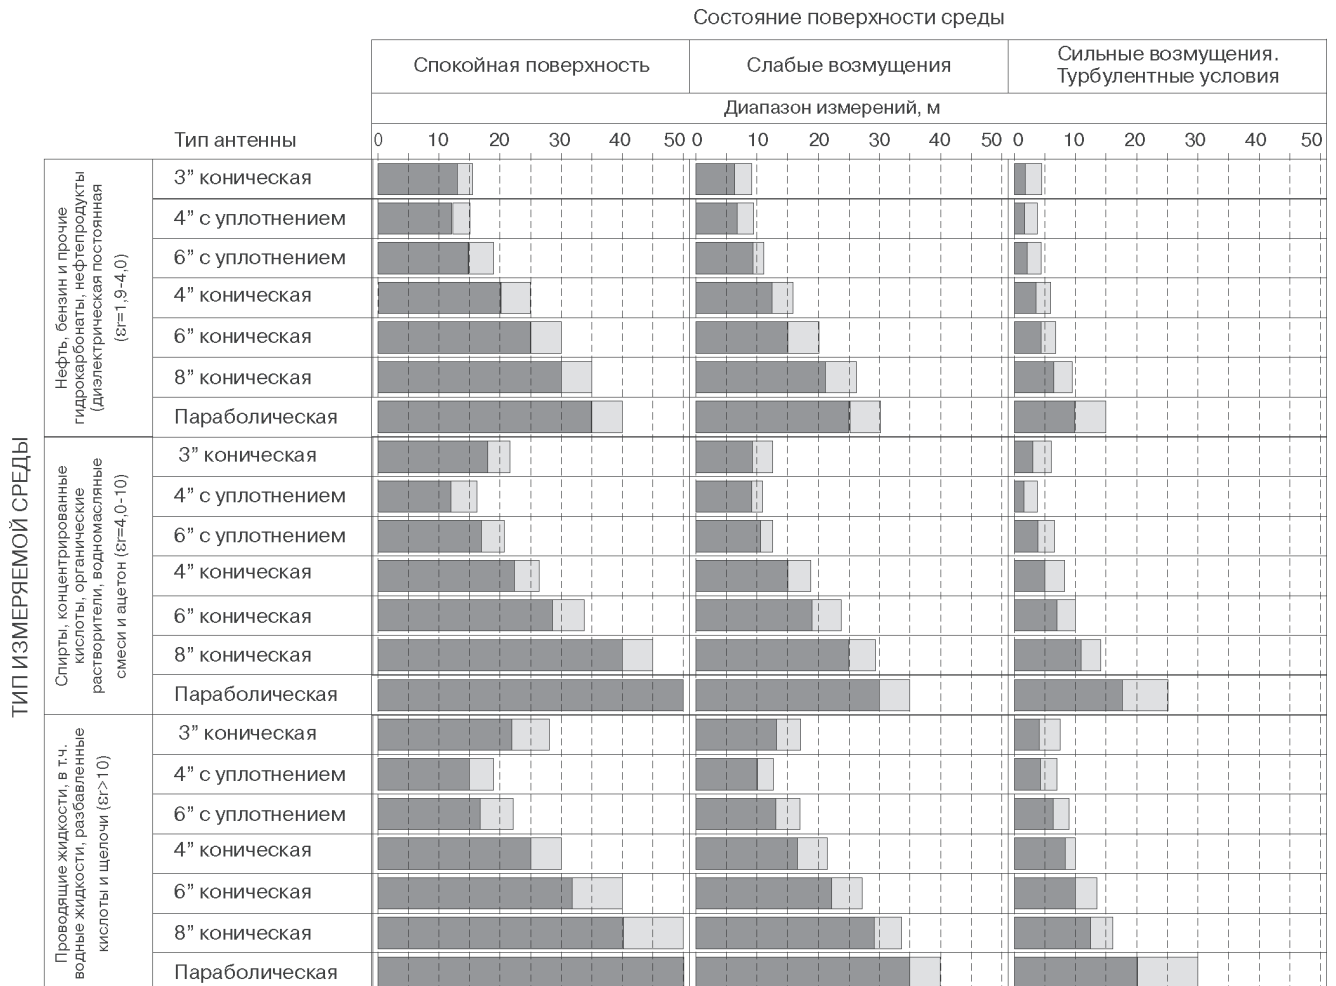 Состояние поверхности среды
Спокойная поверхность
Слабые возмущения
Сильные возмущения.
Турбулентные условия
Диапазон измерений, м
Тип антенны
0 10 20 30 40 50
0 10 20 30 40 50
0 10 20 30 40 50
ТИП ИЗМЕРЯЕМОЙ СРЕДЫ
Нефть, бензин и прочие
гидрокарбонаты, нефтепродукты
(диэлектрическая постоянная
(εr=1,9-4,0)
3” коническая
4” с уплотнением
6” с уплотнением
4” коническая
6” коническая
8” коническая
Параболическая
Спирты, концентрированные
кислоты, органические
растворители, водномасляные
смеси и ацетон (εr=4,0-10)
3” коническая
4” с уплотнением
6” с уплотнением
4” коническая
6” коническая
8” коническая
Параболическая
Проводящие жидкости, в т.ч.
водные жидкости, разбавленные
кислоты и щелочи (εr>10)
3” коническая
4” с уплотнением
6” с уплотнением
4” коническая
6” коническая
8” коническая
Параболическая